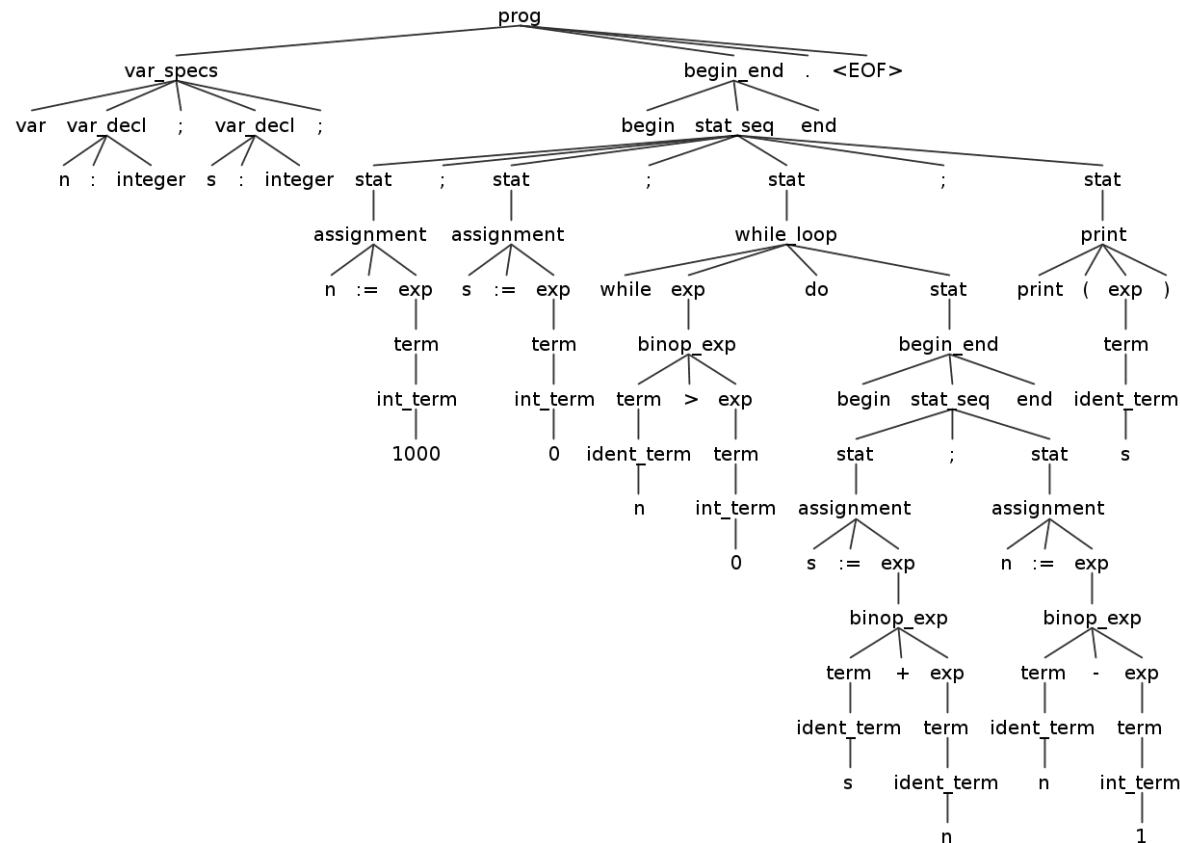 prog
var_specs begin_end . <EOF>
var var_decl ; var_decl ; begin stat_seq end
n : integer s : integer stat ; stat ; stat ; stat
assignment assignment while_loop print
n := exp s := exp while exp do stat print ( exp )
term term binop_exp begin_end term
int_term int_term term > exp begin stat_seq end ident_term
1000 0 ident_term term stat ; stat s
n int_term assignment assignment
0 s := exp n := exp
binop_exp binop_exp
term + exp term - exp
ident_term term ident_term term
s ident_term n int_term
n 1